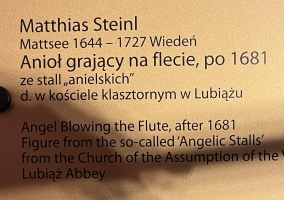 Matthias Steinl
Mattsee 1644 – 1727 Wiedeń
Anioł grający na flecie, po 1681
ze stall „anielskich”
d. w kościele klasztornym w Lubiążu
Angel Blowing the Flute, after 1681
Figure from the so-called ‘Angelic Stalls’
from the Church of the Assumption of the
Lubiąż Abbey